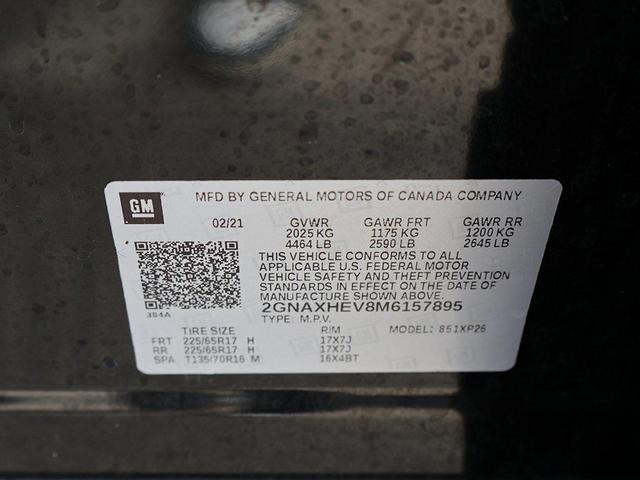 GM MFD BY GENERAL MOTORS OF CANADA COMPANY
02/21 GVWR GAWR FRT GAWR RR
2025 KG 1175 KG 1200 KG
4464 LB 2590 LB 2645 LB
THIS VEHICLE CONFORMS TO ALL
APPLICABLE U.S. FEDERAL MOTOR
VEHICLE SAFETY AND THEFT PREVENTION
STANDARDS IN EFFECT ON THE DATE OF
MANUFACTURE SHOWN ABOVE.
384A 2GNAXHEV8M6157895
TYPE: M.P.V.
TIRE SIZE RIM MODEL: 851XP26
FRT 225/65R17 H 17X7J
RR 225/65R17 H 17X7J
SPA T135/70R16 M 16X4BT